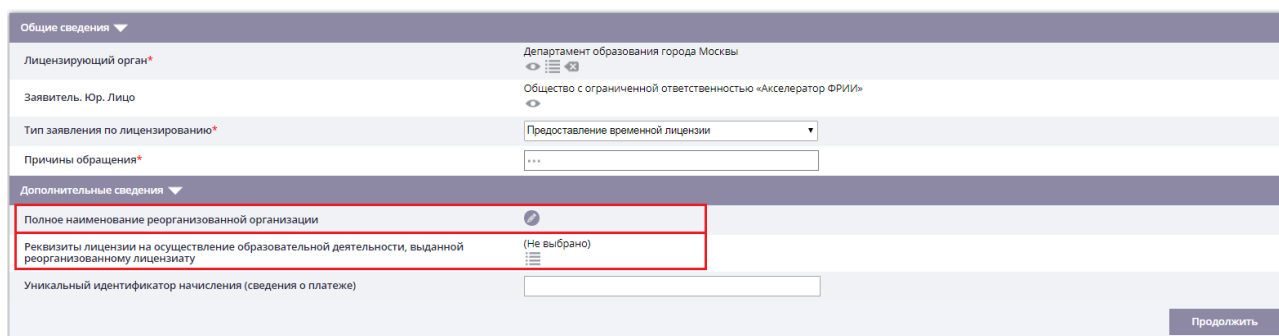 Общие сведения
Лицензирующий орган*
Департамент образования города Москвы
Заявитель. Юр. Лицо
Общество с ограниченной ответственностью «Акселератор ФРИИ»
Тип заявления по лицензированию*
Предоставление временной лицензии
Причины обращения*
...
Дополнительные сведения
Полное наименование реорганизованной организации
Реквизиты лицензии на осуществление образовательной деятельности, выданной
реорганизованному лицензиату
(Не выбрано)
Уникальный идентификатор начисления (сведения о платеже)
Продолжить